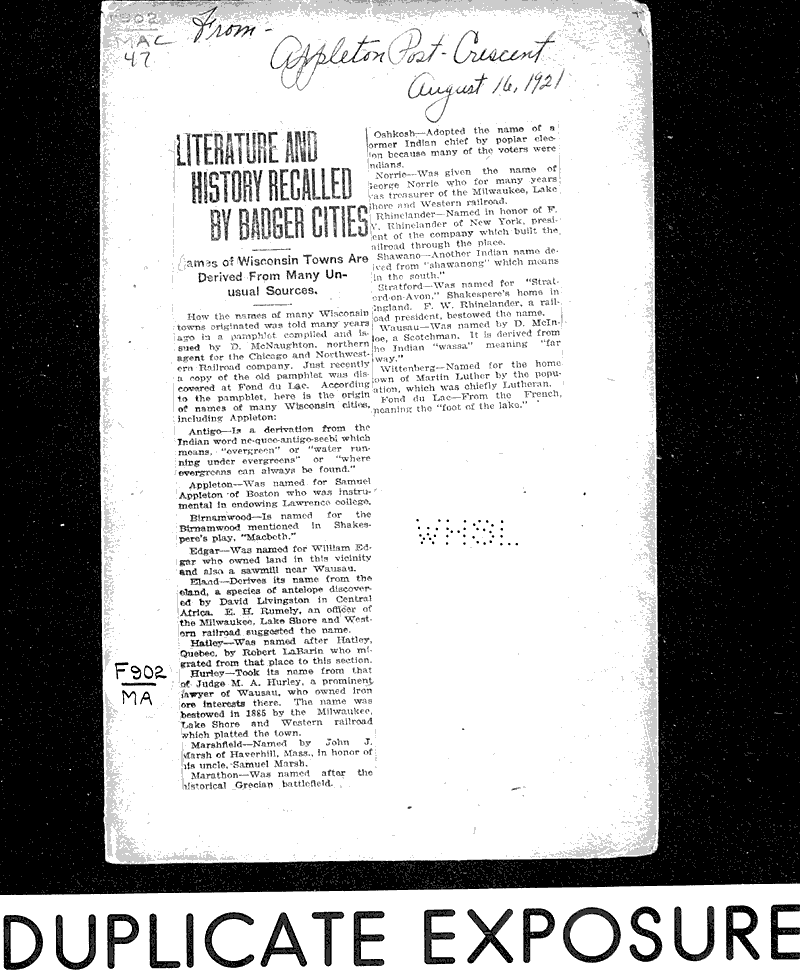 F902
MAC
47
From -
Appleton Post-Crescent
August 16, 1921
LITERATURE AND
HISTORY RECALLED
BY BADGER CITIES
ames of Wisconsin Towns Are
Derived From Many Un-
usual Sources.
How the names of many Wisconsin
towns originated was told many years
ago in a pamphlet compiled and is-
sued by D. McNaughton, northern
agent for the Chicago and Northwest-
ern Railroad company. Just recently
a copy of the old pamphlet was dis-
covered at Fond du Lac. According
to the pamphlet, here is the origin
of names of many Wisconsin cities,
including Appleton:
Antigo—Is a derivation from the
Indian word ne-quee-antigo-seebi which
means, "evergreen" or "water run-
ning under evergreens" or "where
evergreens can always be found."
Appleton—Was named for Samuel
Appleton of Boston who was instru-
mental in endowing Lawrence college.
Birnamwood—Is named for the
Birnamwood mentioned in Shakes-
pere's play, "Macbeth."
Edgar—Was named for William Ed-
gar who owned land in this vicinity
and also a sawmill near Wausau.
Eland—Derives its name from the
eland, a species of antelope discover-
ed by David Livingston in Central
Africa. E. H. Rumely, an officer of
the Milwaukee, Lake Shore and West-
ern railroad suggested the name.
Hatley—Was named after Hatley,
Quebec, by Robert LaBarin who mi-
grated from that place to this section.
Hurley—Took its name from that
of Judge M. A. Hurley, a prominent
lawyer of Wausau, who owned iron
ore interests there. The name was
bestowed in 1885 by the Milwaukee,
Lake Shore and Western railroad
which platted the town.
Marshfield—Named by John J.
Marsh of Haverhill, Mass., in honor of
his uncle, Samuel Marsh.
Marathon—Was named after the
historical Grecian battlefield.
Oshkosh—Adopted the name of a
ormer Indian chief by poplar elec-
ion because many of the voters were
ndians.
Norrie—Was given the name of
George Norrie who for many years
was treasurer of the Milwaukee, Lake
Shore and Western railroad.
Rhinelander—Named in honor of F.
W. Rhinelander of New York, presi-
ent of the company which built the
ailroad through the place.
Shawano—Another Indian name de-
ived from "shawanong" which means
in the south."
Stratford—Was named for "Strat-
ord-on-Avon," Shakespere's home in
England. F. W. Rhinelander, a rail-
oad president, bestowed the name.
Wausau—Was named by D. McIn-
doe, a Scotchman. It is derived from
the Indian "wassa" meaning "far
way."
Wittenberg—Named for the home
town of Martin Luther by the popu-
ation, which was chiefly Lutheran.
Fond du Lac—From the French,
meaning the "foot of the lake."
WHSL
F902
MA
DUPLICATE EXPOSURE